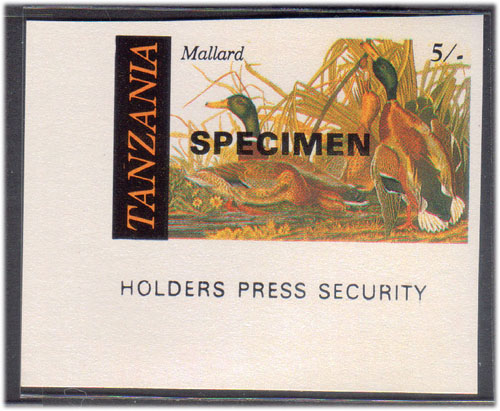 TANZANIA
Mallard
5/-
SPECIMEN
HOLDERS PRESS SECURITY